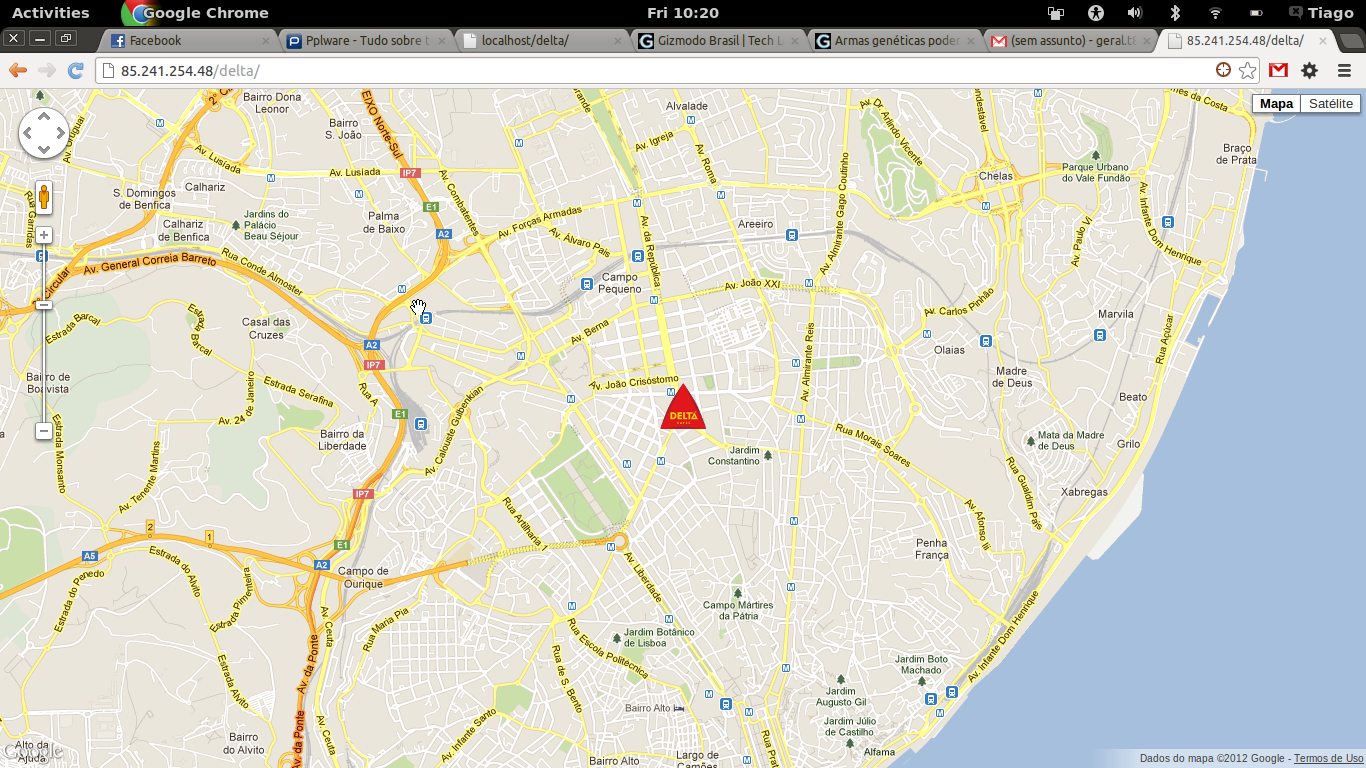 Activities
Google Chrome
Fri 10:20
Tiago
Facebook
Pplware - Tudo sobre t
localhost/delta/
Gizmodo Brasil | Tech L
Armas genéticas poder
(sem assunto) - geral.t
85.241.254.48/delta/
85.241.254.48/delta/
Mapa
Satélite
Bairro Dona
Leonor
Bairro
S. João
EIXO Norte-Sul
Alvalade
Av. Igreja
Av. Roma
Av. Dr. Arlindo Vicente
Braço
de Prata
Parque Urbano
do Vale Fundão
Chelas
Av. Lusíada
Av. Lusíada
IP7
Calhariz
S. Domingos
de Benfica
Av. Combatentes
E1
Palma
de Baixo
Jardins do
Palácio
Beau Séjour
Calhariz
de Benfica
A2
Av. Forças Armadas
Av. Álvaro Pais
Av. da República
Areeiro
Av. Almirante Gago Coutinho
Av. Paulo VI
Av. Infante Dom Henrique
Av. General Correia Barreto
Rua Conde Almoster
Campo
Pequeno
Av. João XXI
Av. Carlos Pinhão
Marvila
Rua Açúcar
Estrada Barcal
Estrada
Barcal
Casal das
Cruzes
A2
IP7
Av. Berna
Av. Almirante Reis
Olaias
Madre
de Deus
Beato
Bairro de
Boavista
Estrada Serafina
Rua A
Av. João Crisóstomo
DELTA
Av. 24 de Janeiro
E1
Av. Calouste Gulbenkian
Bairro da
Liberdade
Rua Morais Soares
Mata da Madre
de Deus
Grilo
Jardim
Constantino
Estrada Monsanto
Av. Tenente Martins
Rua Gualdim Pais
Xabregas
IP7
Rua Artilharia 1
Av. Afonso III
2
1
E1
A5
A2
Penha
França
Estrada do Alvito
Campo de
Ourique
Av. Liberdade
Estrada do Penedo
Estrada Pimenteira
Campo Mártires
da Pátria
Av. Ceuta
Rua Maria Pia
Jardim Botânico
de Lisboa
Rua Escola Politécnica
Av. Infante Dom Henrique
Av. da Ponte
Estrada Alvito
Rua de S. Bento
Jardim Boto
Machado
Jardim
Augusto Gil
Bairro Alto
Av. Ceuta
Av. Infante Santo
Jardim Júlio
de Castilho
Alfama
Bairro
do Alvito
Av. da Ponte
Alto da
Ajuda
Google
Bairro Alto
Largo de
Camões
Rua Prat
Dados do mapa ©2012 Google - Termos de Uso